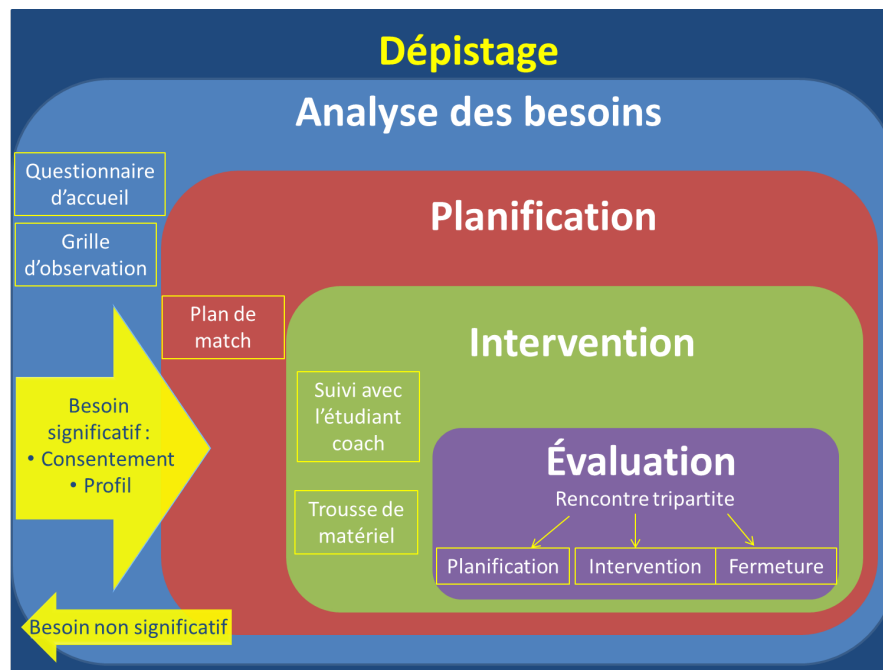 Dépistage
Analyse des besoins
Questionnaire
d'accueil
Grille
d'observation
Planification
Plan de
match
Intervention
Besoin
significatif :
• Consentement
• Profil
Suivi avec
l'étudiant
coach
Trousse de
matériel
Évaluation
Rencontre tripartite
Planification
Intervention
Fermeture
Besoin non significatif